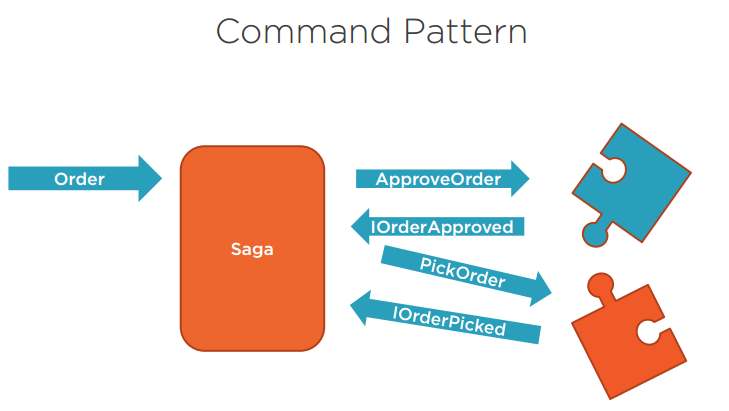 Command Pattern
Order
Saga
ApproveOrder
IOrderApproved
PickOrder
IOrderPicked